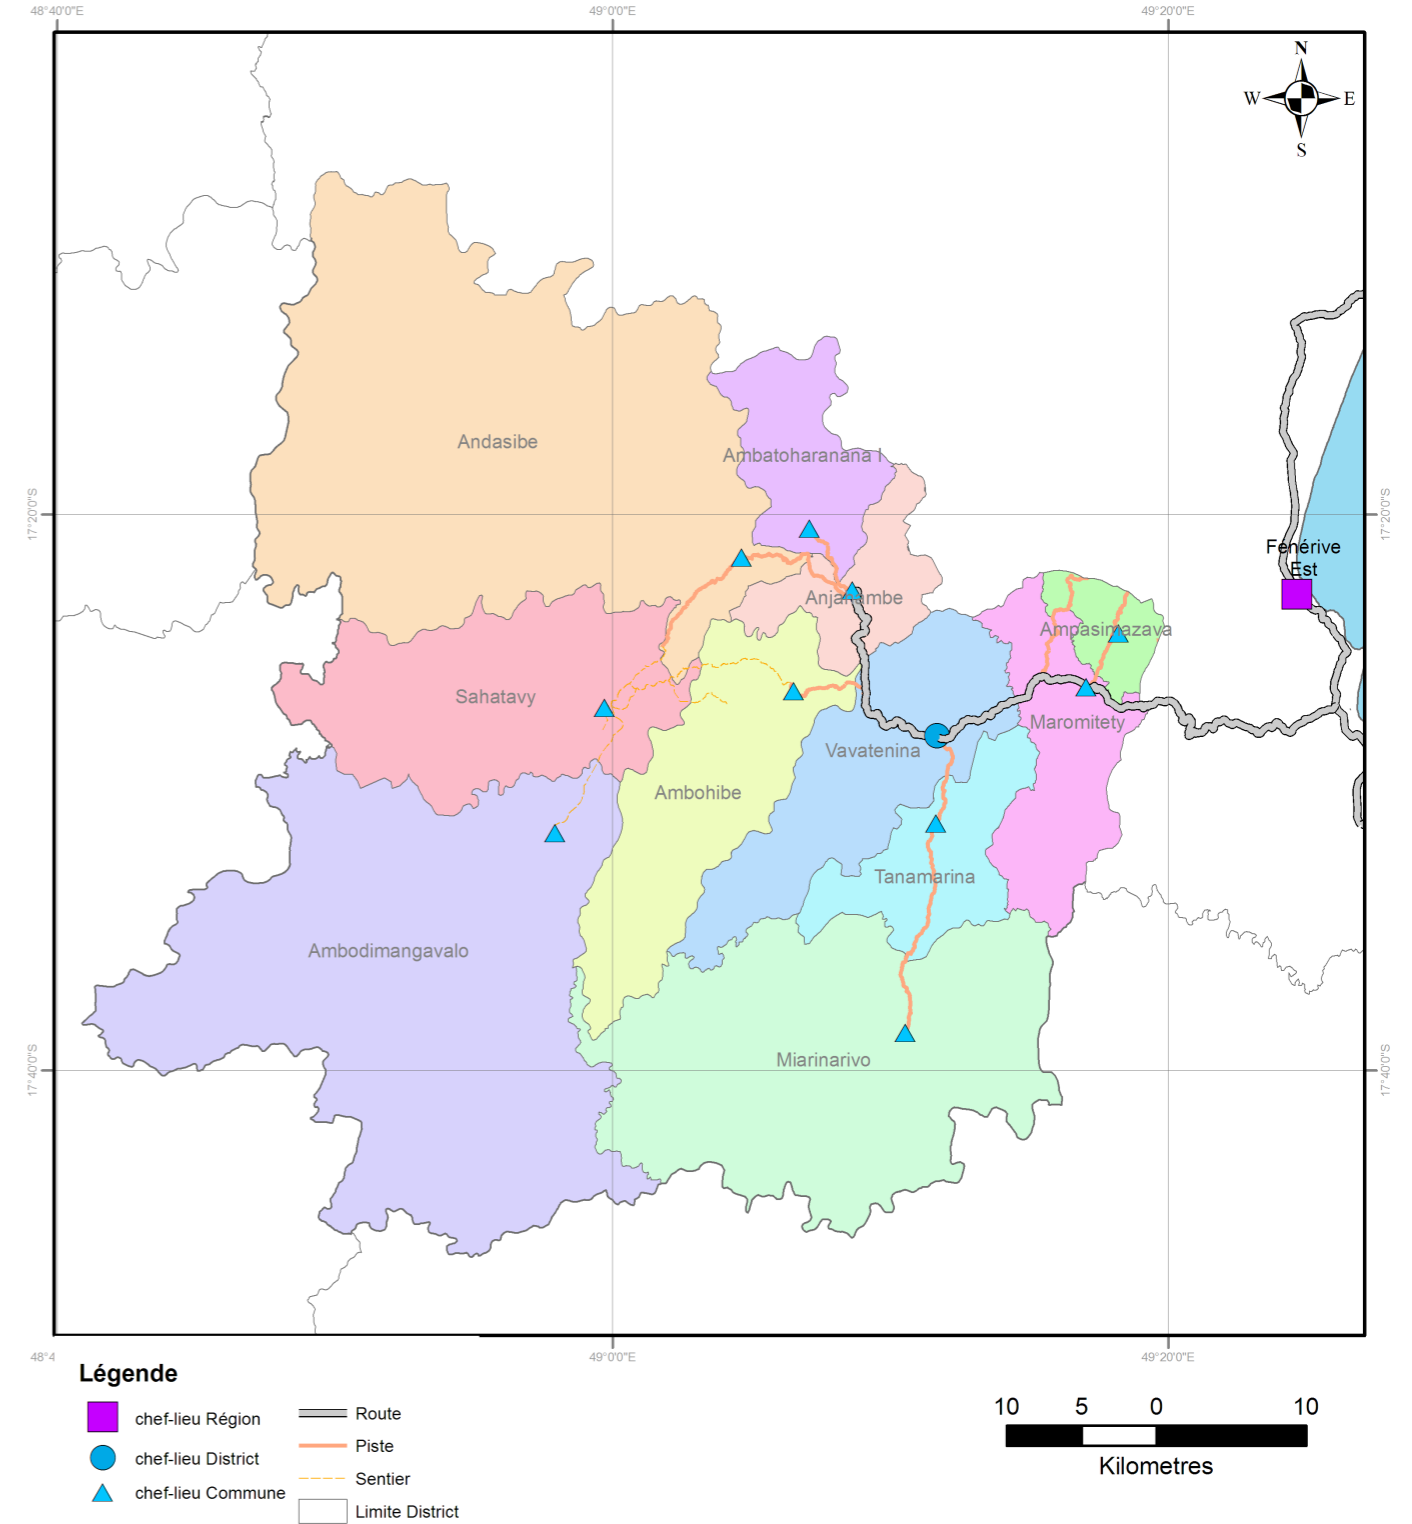 48°40'0"E
49°0'0"E
49°20'0"E
N
W
E
S
Andasibe
Ambatoharanana I
17°20'0"S
17°20'0"S
Fenérive
Est
Anjahambe
Ampasimazava
Sahatavy
Maromitety
Vavatenina
Ambohibe
Tanamarina
Ambodimangavalo
Miarinarivo
17°40'0"S
17°40'0"S
48°4
49°0'0"E
49°20'0"E
Légende
chef-lieu Région
chef-lieu District
chef-lieu Commune
Route
Piste
Sentier
Limite District
10 5 0 10
Kilometres